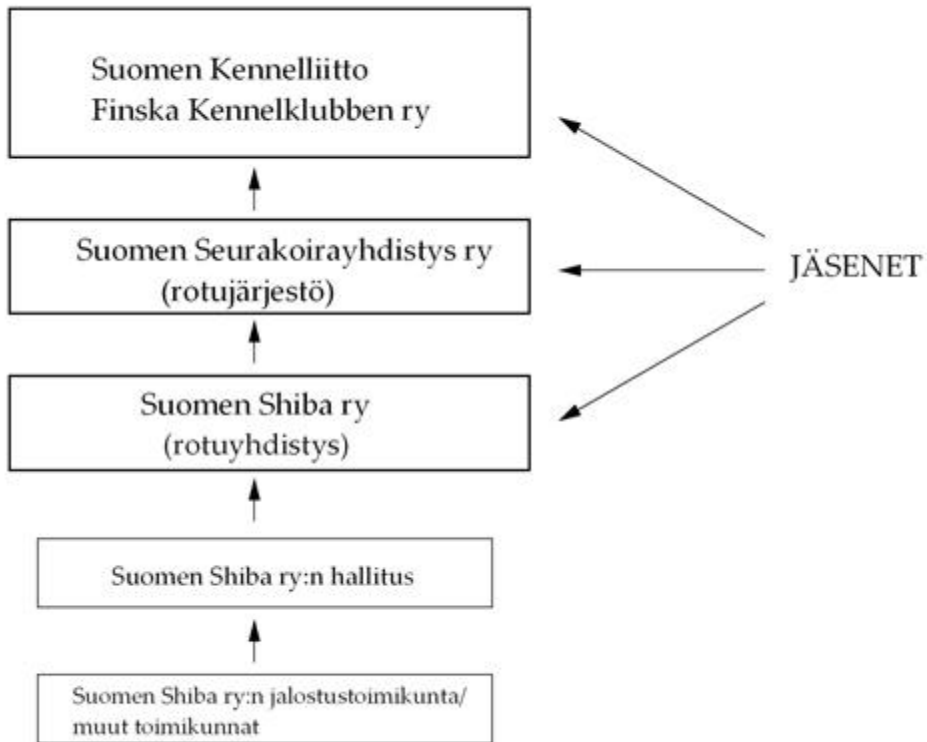 Suomen Kennelliitto
Finska Kennelklubben ry
Suomen Seurakoirayhdistys ry
(rotujärjestö)
JÄSENET
Suomen Shiba ry
(rotuyhdistys)
Suomen Shiba ry:n hallitus
Suomen Shiba ry:n jalostustoimikunta/
muut toimikunnat